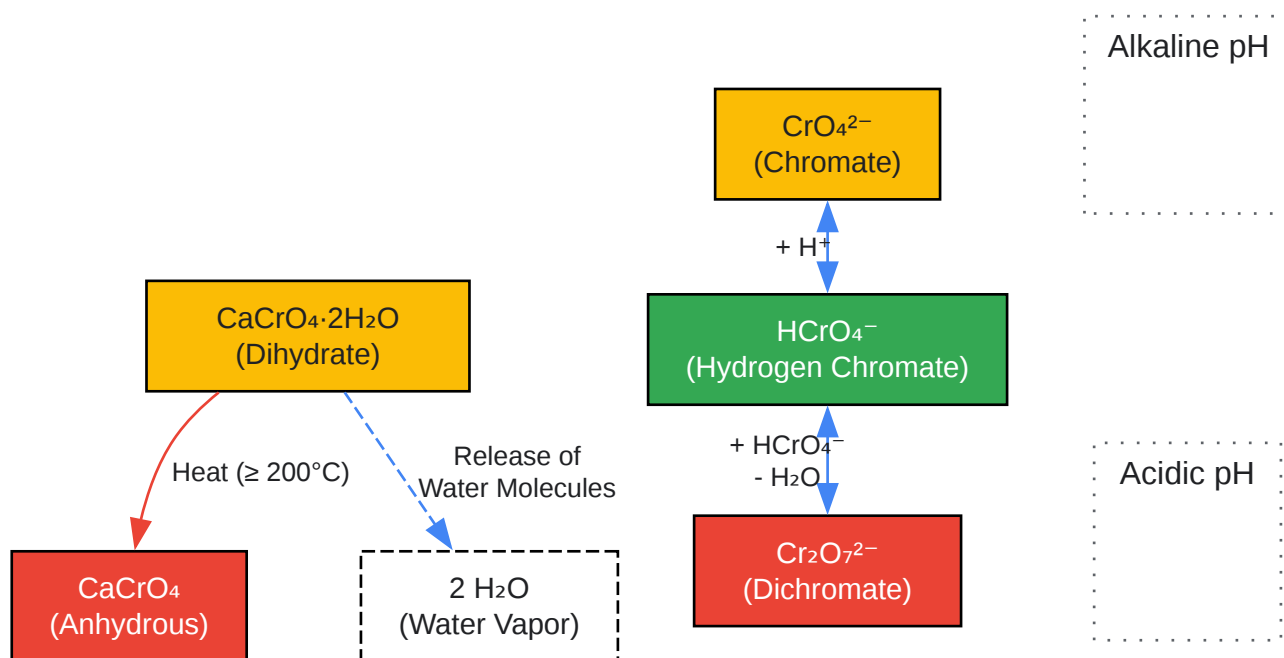 Alkaline pH
CrO₄²⁻
(Chromate)
+ H⁺
CaCrO₄·2H₂O
(Dihydrate)
HCrO₄⁻
(Hydrogen Chromate)
Heat (≥ 200°C)
Release of
Water Molecules
+ HCrO₄⁻
- H₂O
Acidic pH
CaCrO₄
(Anhydrous)
2 H₂O
(Water Vapor)
Cr₂O₇²⁻
(Dichromate)